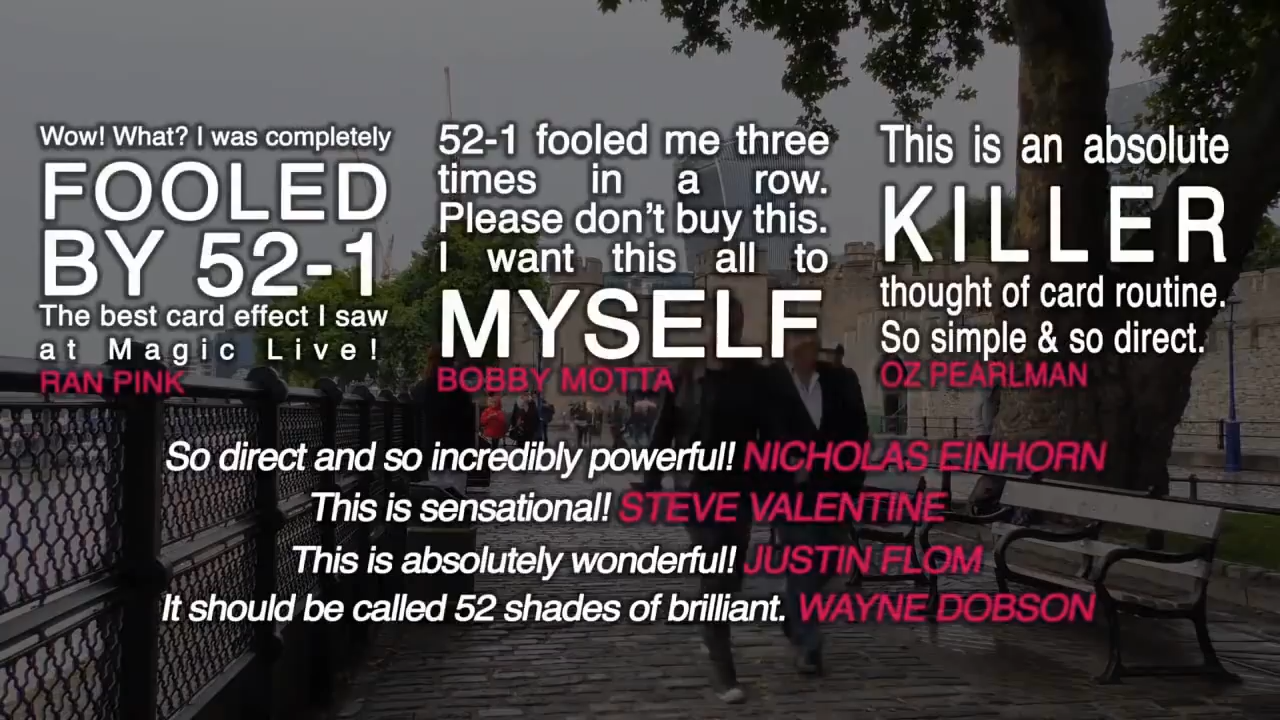 Wow! What? I was completely
FOOLED
BY 52-1
The best card effect I saw
at Magic Live!
RAN PINK
52-1 fooled me three
times in a row.
Please don't buy this.
I want this all to
MYSELF
BOBBY MOTTA
This is an absolute
KILLER
thought of card routine.
So simple & so direct.
OZ PEARLMAN
So direct and so incredibly powerful! NICHOLAS EINHORN
This is sensational! STEVE VALENTINE
This is absolutely wonderful! JUSTIN FLOM
It should be called 52 shades of brilliant. WAYNE DOBSON